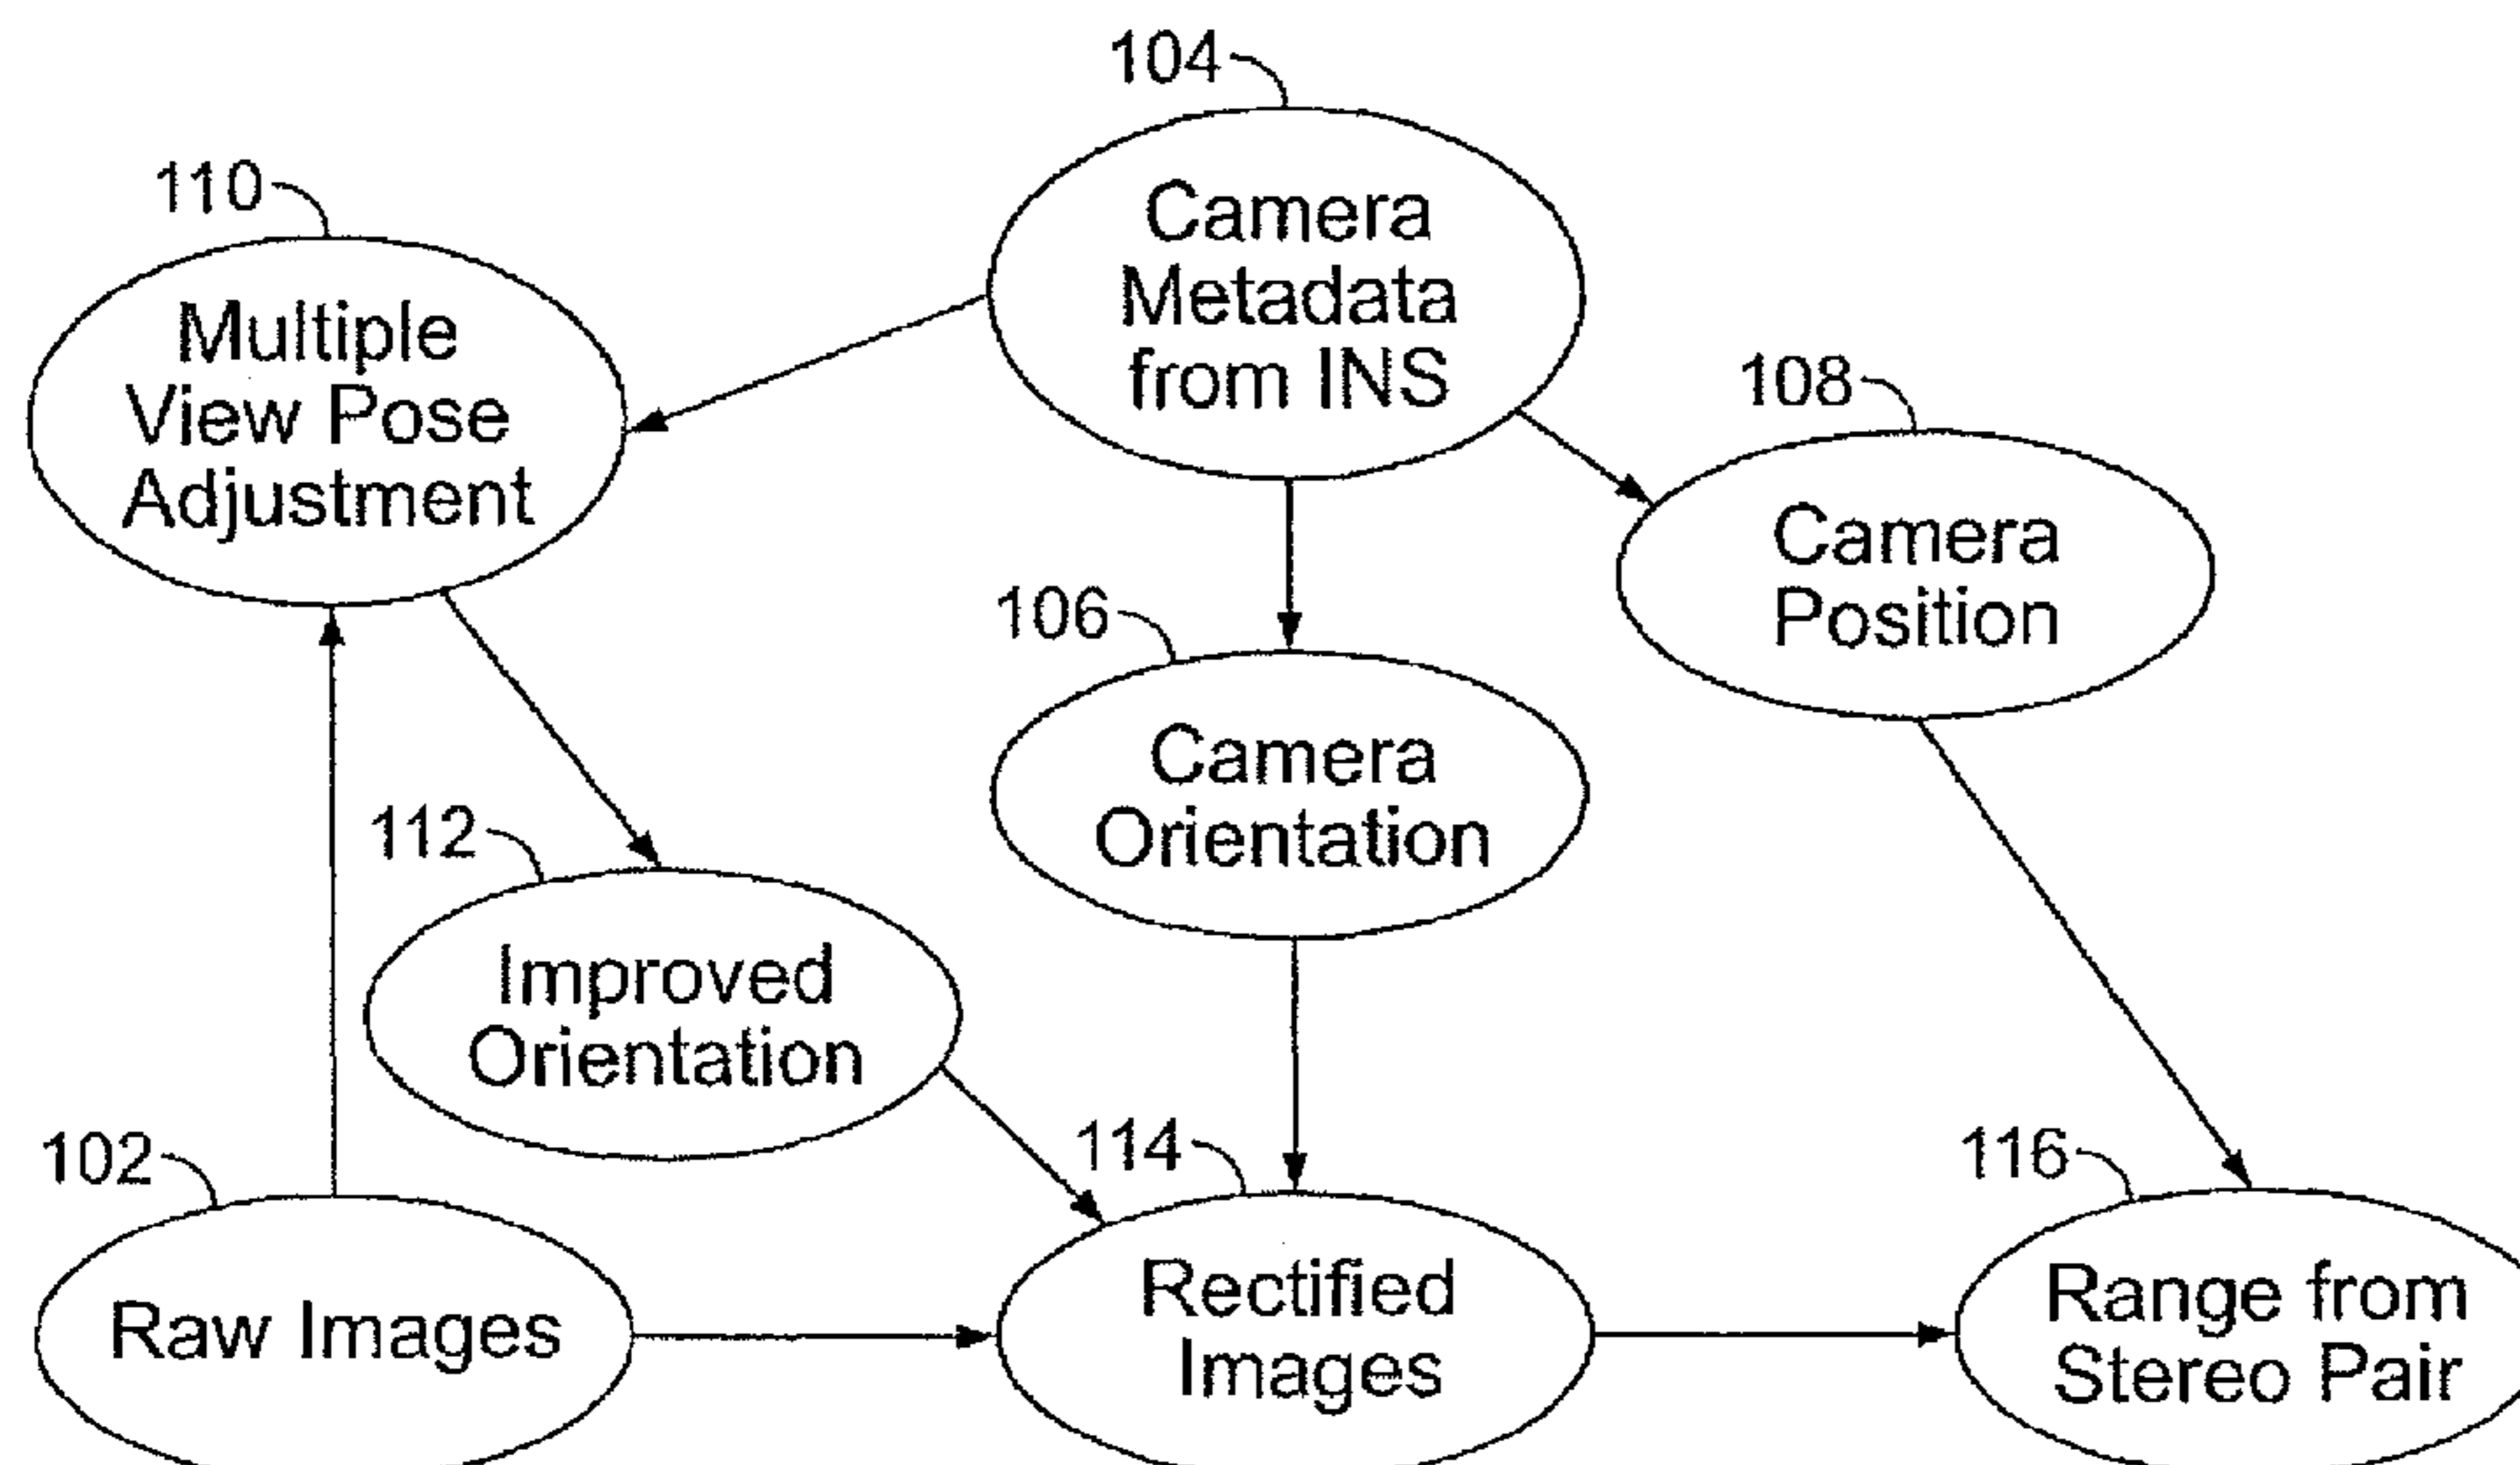 104
Camera
Metadata
from INS
110
Multiple
View Pose
Adjustment
108
Camera
Position
106
Camera
Orientation
112
Improved
Orientation
102
Raw Images
114
Rectified
Images
116
Range from
Stereo Pair